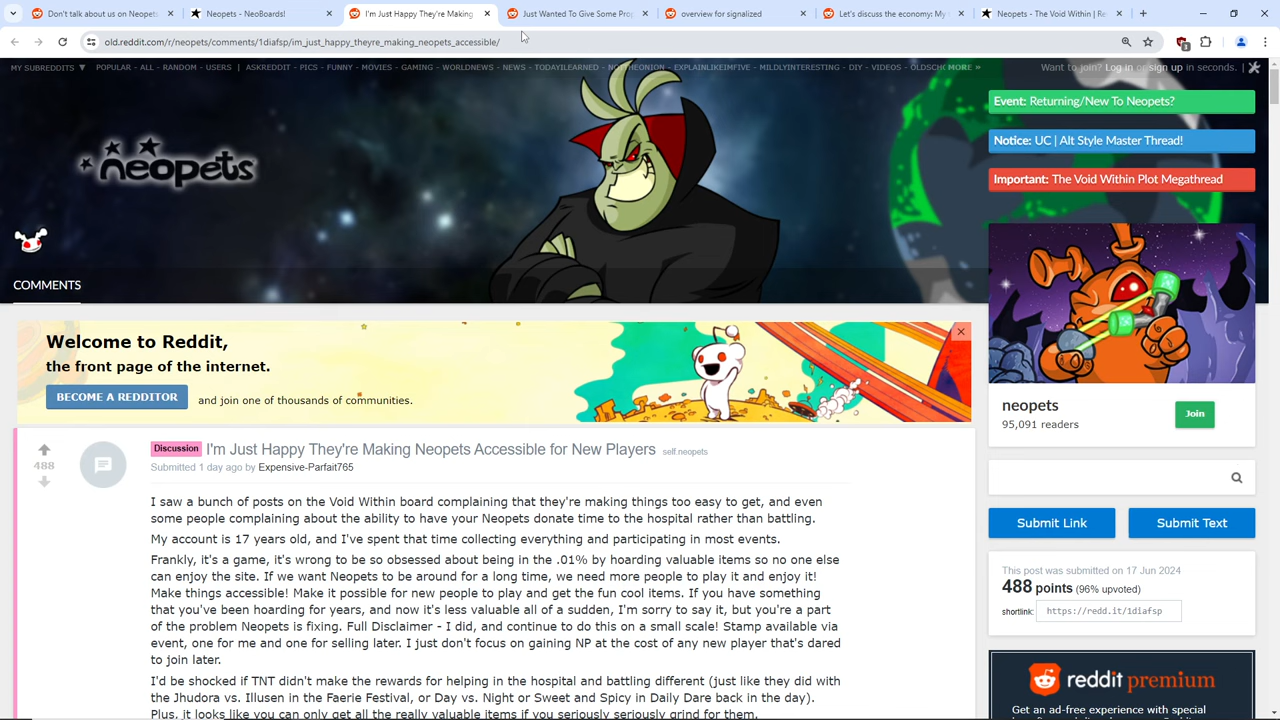 Don't talk about us on Neopets
Neopets - NeoBoards!
I'm Just Happy They're Making
Just Wanted To Give Some Prop
overview for signalized
Let's discuss the economy: My
Neopets - The Void Within | Re
old.reddit.com/r/neopets/comments/1diafsp/im_just_happy_theyre_making_neopets_accessible/
MY SUBREDDITS ▼ POPULAR - ALL - RANDOM - USERS | ASKREDDIT - PICS - FUNNY - MOVIES - GAMING - WORLDNEWS - NEWS - TODAYILEARNED - NOTTHEONION - EXPLAINLIKEIMFIVE - MILDLYINTERESTING - DIY - VIDEOS - OLDSCH MORE »
Want to join? Log in or sign up in seconds. |
neopets
Event: Returning/New To Neopets?
Notice: UC | Alt Style Master Thread!
Important: The Void Within Plot Megathread
COMMENTS
Welcome to Reddit,
the front page of the internet.
BECOME A REDDITOR and join one of thousands of communities.
neopets
95,091 readers
Join
488
Discussion I'm Just Happy They're Making Neopets Accessible for New Players self.neopets
Submitted 1 day ago by Expensive-Parfait765
I saw a bunch of posts on the Void Within board complaining that they're making things too easy to get, and even
some people complaining about the ability to have your Neopets donate time to the hospital rather than battling.
My account is 17 years old, and I've spent that time collecting everything and participating in most events.
Frankly, it's a game, it's wrong to be so obsessed about being in the .01% by hoarding valuable items so no one else
can enjoy the site. If we want Neopets to be around for a long time, we need more people to play it and enjoy it!
Make things accessible! Make it possible for new people to play and get the fun cool items. If you have something
that you've been hoarding for years, and now it's less valuable all of a sudden, I'm sorry to say it, but you're a part
of the problem Neopets is fixing. Full Disclaimer - I did, and continue to do this on a small scale! Stamp available via
event, one for me and one for selling later. I just don't focus on gaining NP at the cost of any new player that's dared
to join later.
I'd be shocked if TNT didn't make the rewards for helping in the hospital and battling different (just like they did with
the Jhudora vs. Illusen in the Faerie Festival, or Day vs. Night or Sweet and Spicy in Daily Dare back in the day).
Plus, it looks like you can only get all the really valuable items if you seriously seriously grind for them.
Submit Link
Submit Text
This post was submitted on 17 Jun 2024
488 points (96% upvoted)
shortlink: https://redd.it/1diafsp
reddit premium
Get an ad-free experience with special